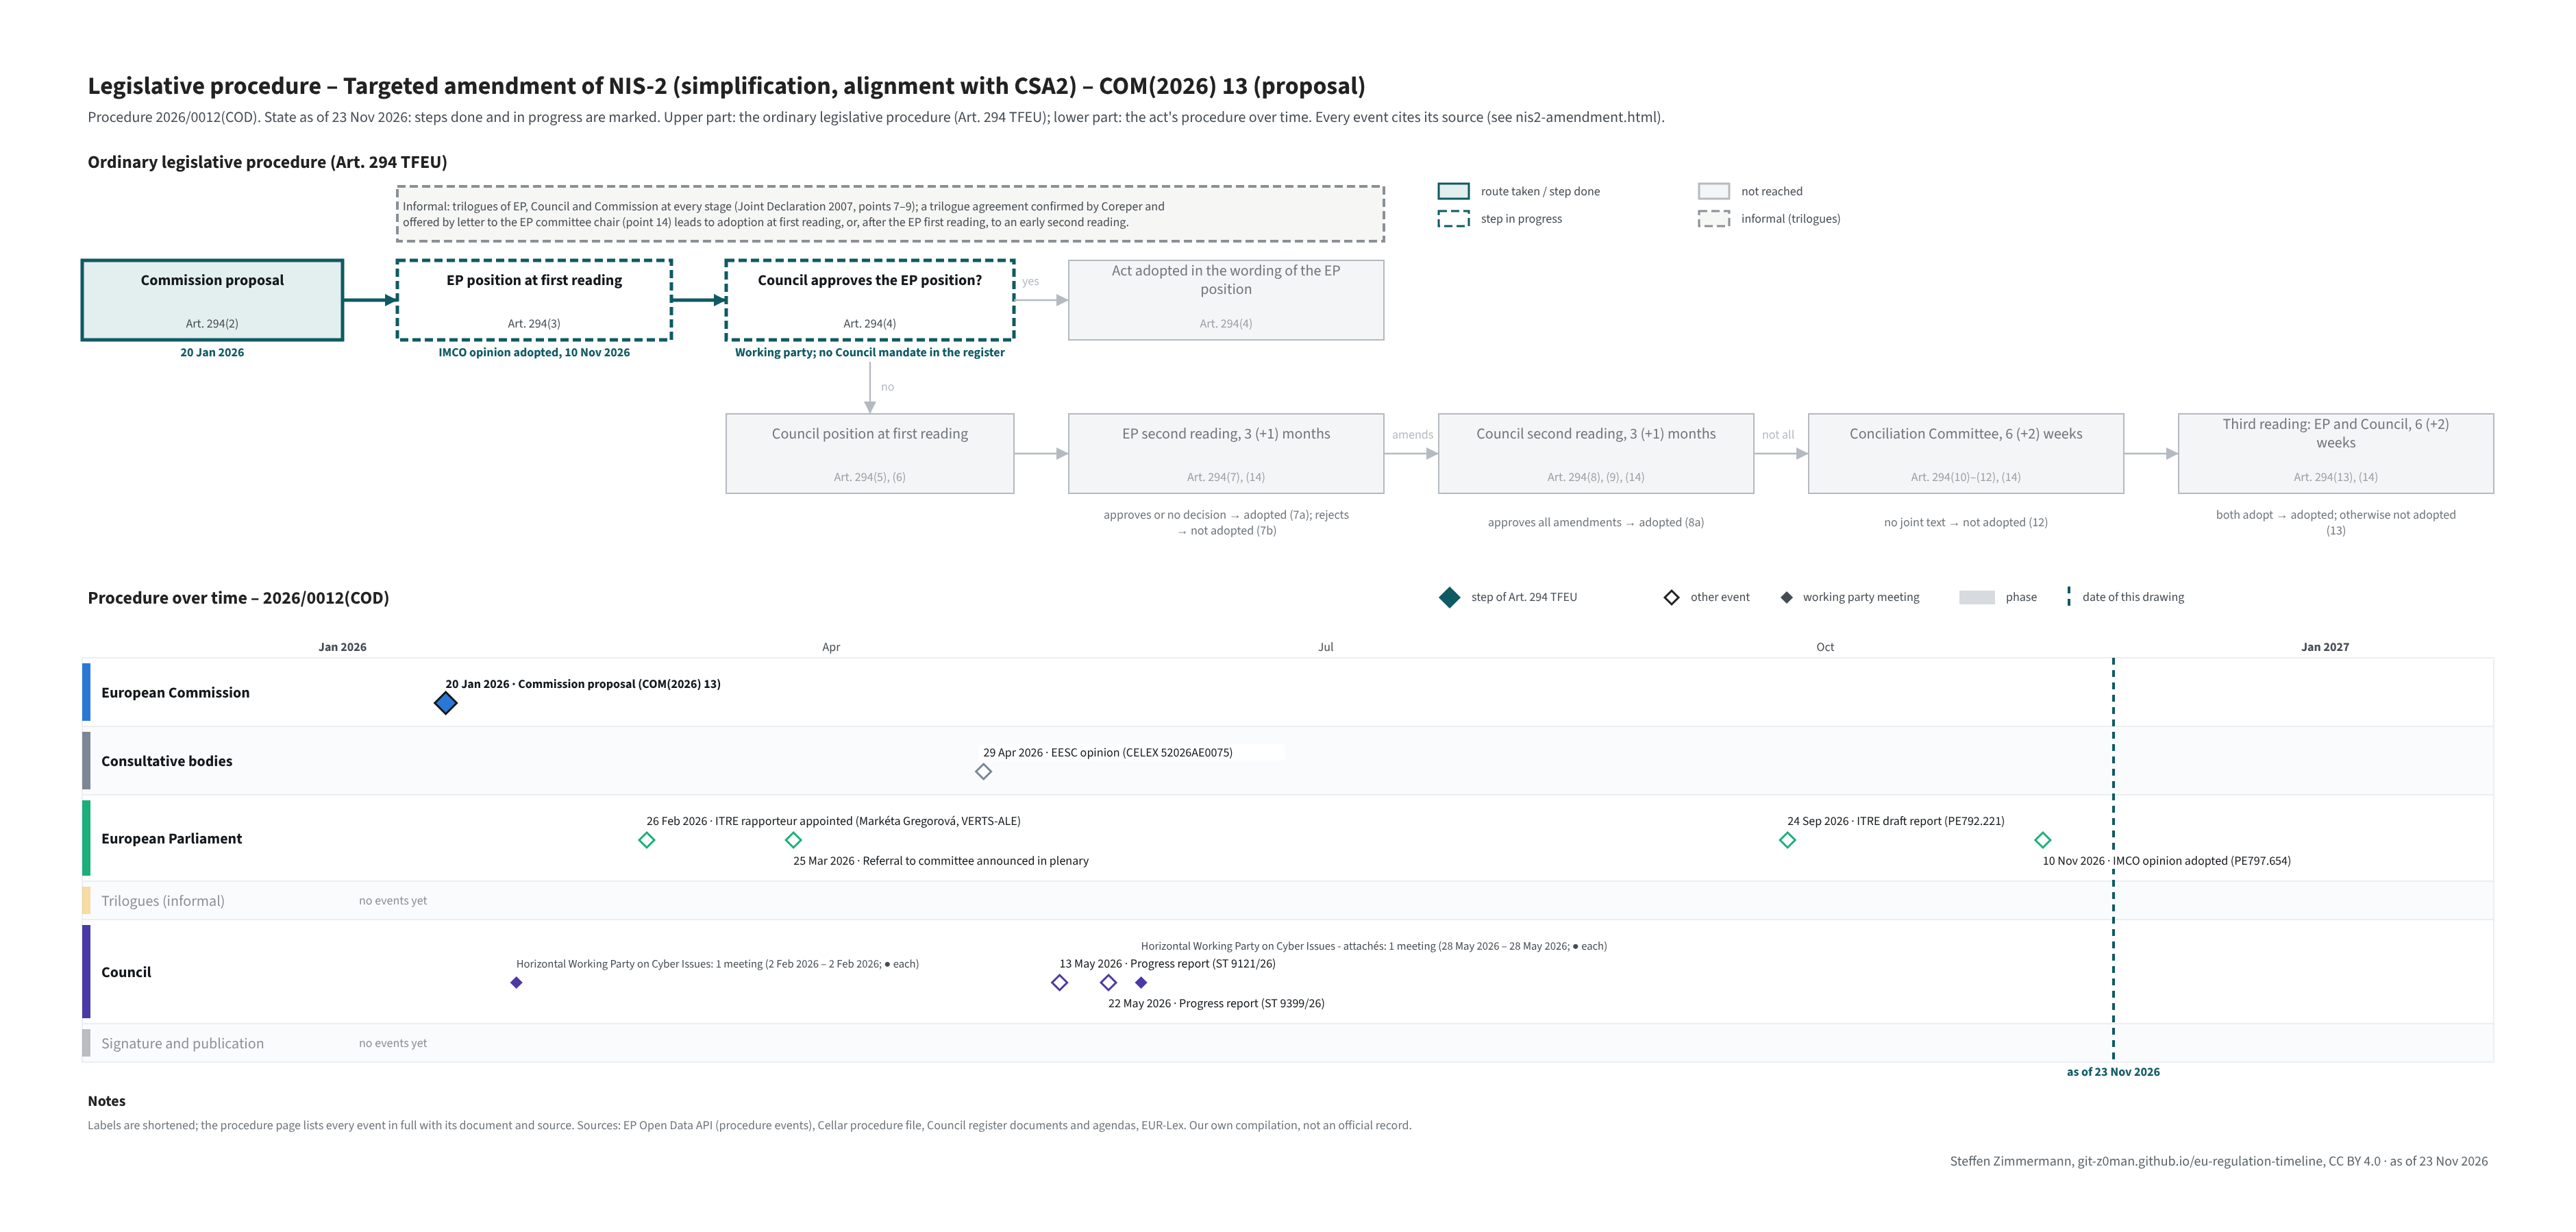 Legislative procedure – Targeted amendment of NIS-2 (simplification, alignment with CSA2) – COM(2026) 13 (proposal)
Procedure 2026/0012(COD). State as of 23 Nov 2026: steps done and in progress are marked. Upper part: the ordinary legislative procedure (Art. 294 TFEU); lower part: the act's procedure over time. Every event cites its source (see nis2-amendment.html).
Ordinary legislative procedure (Art. 294 TFEU)
Informal: trilogues of EP, Council and Commission at every stage (Joint Declaration 2007, points 7–9); a trilogue agreement confirmed by Coreper and
offered by letter to the EP committee chair (point 14) leads to adoption at first reading, or, after the EP first reading, to an early second reading.
route taken / step done
not reached
step in progress
informal (trilogues)
Commission proposal
Art. 294(2)
20 Jan 2026
EP position at first reading
Art. 294(3)
IMCO opinion adopted, 10 Nov 2026
Council approves the EP position?
Art. 294(4)
Working party; no Council mandate in the register
yes
Act adopted in the wording of the EP
position
Art. 294(4)
no
Council position at first reading
Art. 294(5), (6)
EP second reading, 3 (+1) months
Art. 294(7), (14)
approves or no decision → adopted (7a); rejects
→ not adopted (7b)
amends
Council second reading, 3 (+1) months
Art. 294(8), (9), (14)
approves all amendments → adopted (8a)
not all
Conciliation Committee, 6 (+2) weeks
Art. 294(10)–(12), (14)
no joint text → not adopted (12)
Third reading: EP and Council, 6 (+2)
weeks
Art. 294(13), (14)
both adopt → adopted; otherwise not adopted
(13)
Procedure over time – 2026/0012(COD)
step of Art. 294 TFEU
other event
working party meeting
phase
date of this drawing
Jan 2026
Apr
Jul
Oct
Jan 2027
European Commission
20 Jan 2026 · Commission proposal (COM(2026) 13)
Consultative bodies
29 Apr 2026 · EESC opinion (CELEX 52026AE0075)
European Parliament
26 Feb 2026 · ITRE rapporteur appointed (Markéta Gregorová, VERTS-ALE)
25 Mar 2026 · Referral to committee announced in plenary
24 Sep 2026 · ITRE draft report (PE792.221)
10 Nov 2026 · IMCO opinion adopted (PE797.654)
Trilogues (informal)
no events yet
Council
Horizontal Working Party on Cyber Issues - attachés: 1 meeting (28 May 2026 – 28 May 2026; ● each)
Horizontal Working Party on Cyber Issues: 1 meeting (2 Feb 2026 – 2 Feb 2026; ● each)
13 May 2026 · Progress report (ST 9121/26)
22 May 2026 · Progress report (ST 9399/26)
Signature and publication
no events yet
as of 23 Nov 2026
Notes
Labels are shortened; the procedure page lists every event in full with its document and source. Sources: EP Open Data API (procedure events), Cellar procedure file, Council register documents and agendas, EUR-Lex. Our own compilation, not an official record.
Steffen Zimmermann, git-z0man.github.io/eu-regulation-timeline, CC BY 4.0 · as of 23 Nov 2026